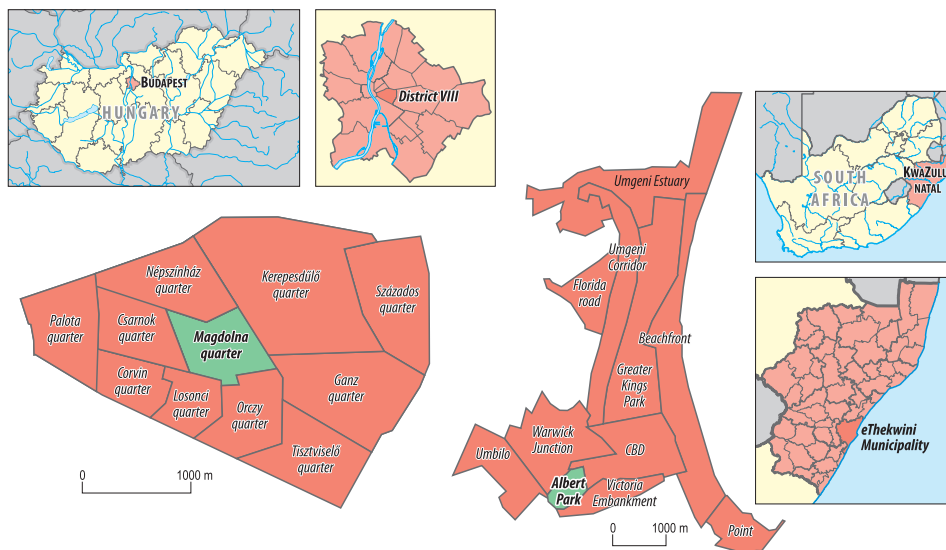 BUDAPEST
HUNGARY
District VIII
Umgeni Estuary
Umgeni
Corridor
Florida
road
Beachfront
Greater
Kings
Park
Warwick
Junction
CBD
Umbilo
Albert
Park
Victoria
Embankment
Point
0 1000 m
SOUTH
AFRICA
KWAZULU
NATAL
eThekwini
Municipality
Népszínház
quarter
Kerepesdűlő
quarter
Százados
quarter
Palota
quarter
Csarnok
quarter
Magdolna
quarter
Corvin
quarter
Losonci
quarter
Orczy
quarter
Ganz
quarter
Tisztviselő
quarter
0 1000 m